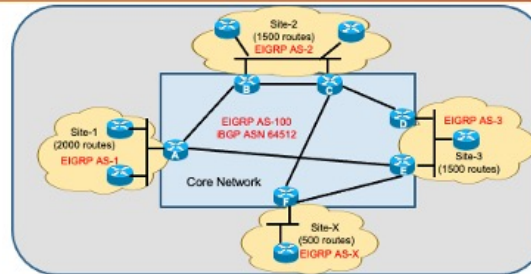 Site-2
(1500 routes)
EIGRP AS-2
B
C
EIGRP AS-100
iBGP ASN 64512
D
EIGRP AS-3
Site-3
(1500 routes)
Site-1
(2000 routes)
EIGRP AS-1
A
E
Core Network
F
Site-X
(500 routes)
EIGRP AS-X